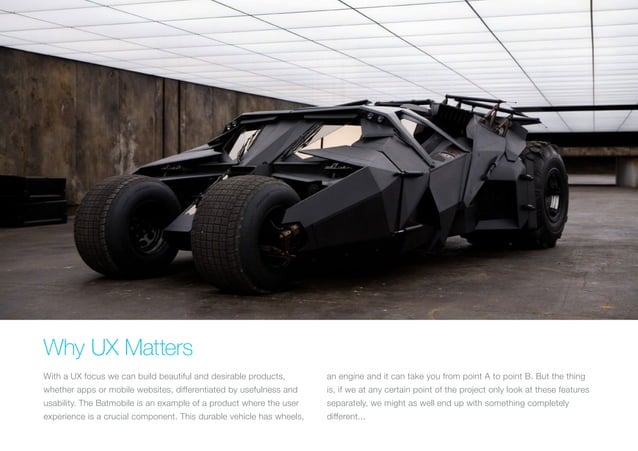 Why UX Matters
With a UX focus we can build beautiful and desirable products,
whether apps or mobile websites, differentiated by usefulness and
usability. The Batmobile is an example of a product where the user
experience is a crucial component. This durable vehicle has wheels,
an engine and it can take you from point A to point B. But the thing
is, if we at any certain point of the project only look at these features
separately, we might as well end up with something completely
different...